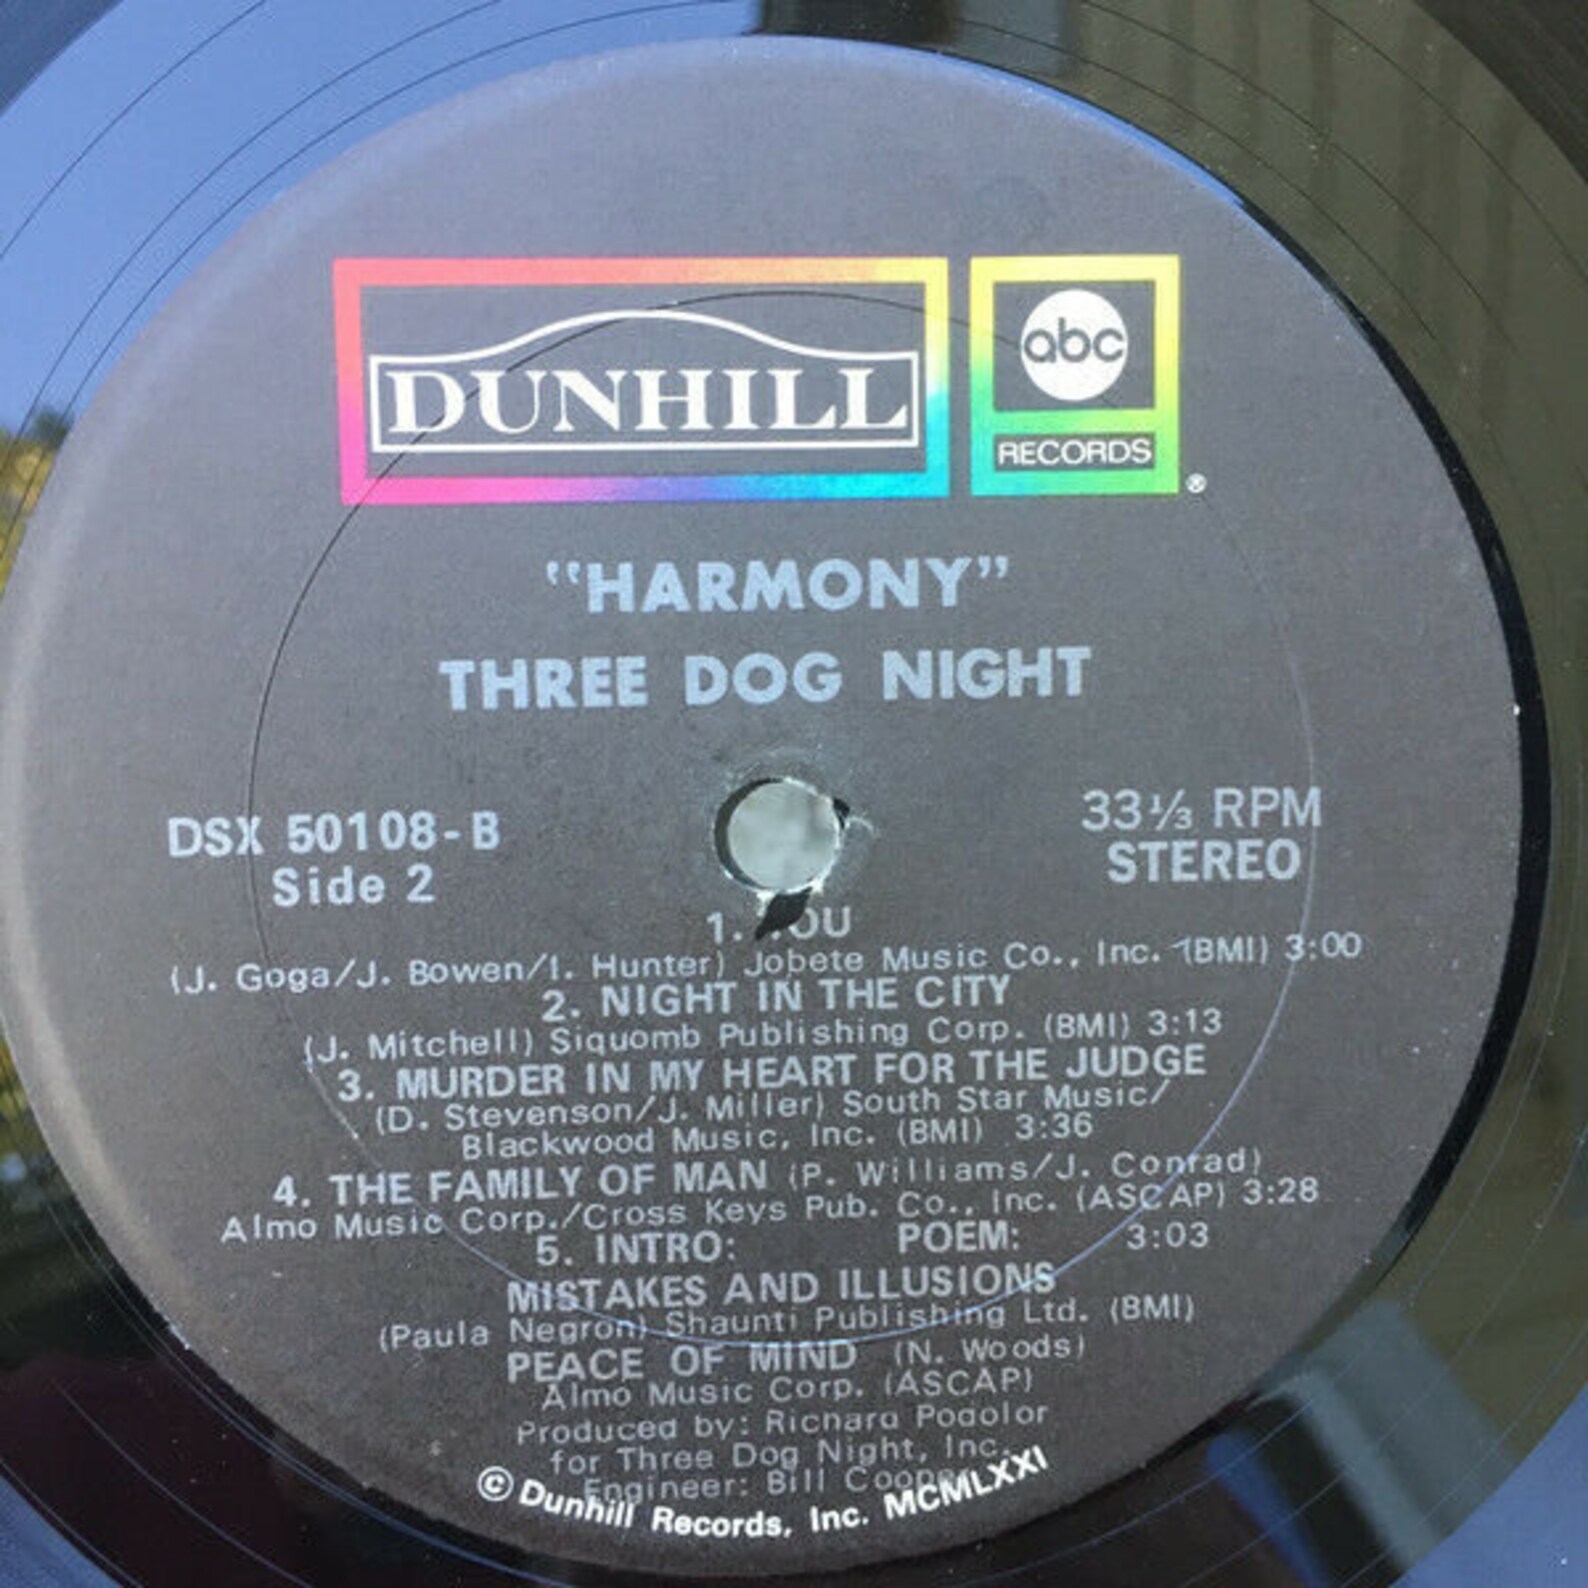 DUNHILL
abc
RECORDS
®
"HARMONY"
THREE DOG NIGHT
DSX 50108-B
Side 2
33 1/3 RPM
STEREO
1. YOU
(J. Goga/J. Bowen/I. Hunter) Jobete Music Co., Inc. (BMI) 3:00
2. NIGHT IN THE CITY
(J. Mitchell) Siquomb Publishing Corp. (BMI) 3:13
3. MURDER IN MY HEART FOR THE JUDGE
(D. Stevenson/J. Miller) South Star Music/
Blackwood Music, Inc. (BMI) 3:36
4. THE FAMILY OF MAN (P. Williams/J. Conrad)
Almo Music Corp./Cross Keys Pub. Co., Inc. (ASCAP) 3:28
5. INTRO: POEM: 3:03
MISTAKES AND ILLUSIONS
(Paula Negron) Shaunti Publishing Ltd. (BMI)
PEACE OF MIND (N. Woods)
Almo Music Corp. (ASCAP)
Produced by: Richard Podolor
for Three Dog Night, Inc.
Engineer: Bill Cooper
© Dunhill Records, Inc. MCMLXXI